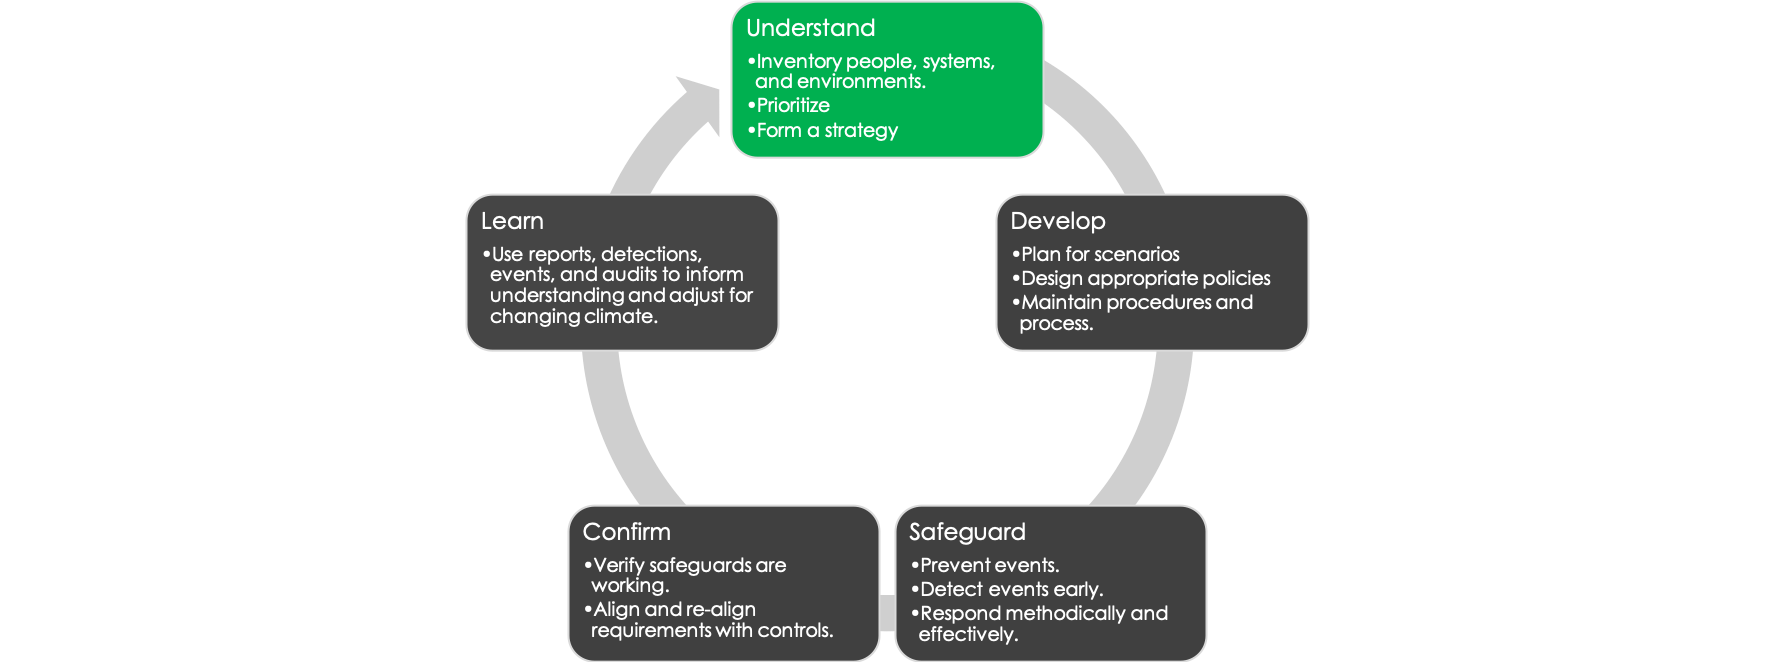 Understand
•Inventory people, systems,
and environments.
•Prioritize
•Form a strategy
Develop
•Plan for scenarios
•Design appropriate policies
•Maintain procedures and
process.
Safeguard
•Prevent events.
•Detect events early.
•Respond methodically and
effectively.
Confirm
•Verify safeguards are
working.
•Align and re-align
requirements with controls.
Learn
•Use reports, detections,
events, and audits to inform
understanding and adjust for
changing climate.